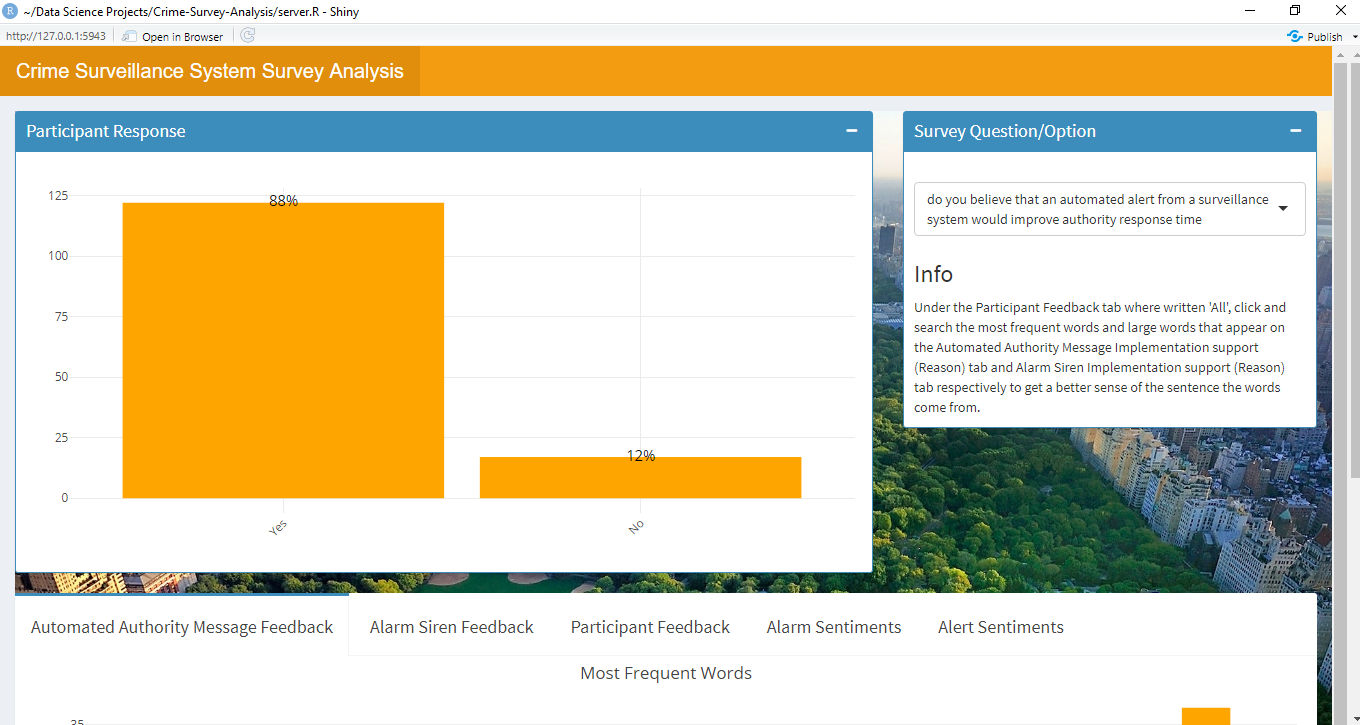 ~/Data Science Projects/Crime-Survey-Analysis/server.R - Shiny
http://127.0.0.1:5943
Open in Browser
Publish
Crime Surveillance System Survey Analysis
Participant Response
125
88%
100
75
50
25
12%
0
Yes
No
Survey Question/Option
do you believe that an automated alert from a surveillance
system would improve authority response time
Info
Under the Participant Feedback tab where written 'All', click and
search the most frequent words and large words that appear on
the Automated Authority Message Implementation support
(Reason) tab and Alarm Siren Implementation support (Reason)
tab respectively to get a better sense of the sentence the words
come from.
Automated Authority Message Feedback
Alarm Siren Feedback
Participant Feedback
Alarm Sentiments
Alert Sentiments
Most Frequent Words
35